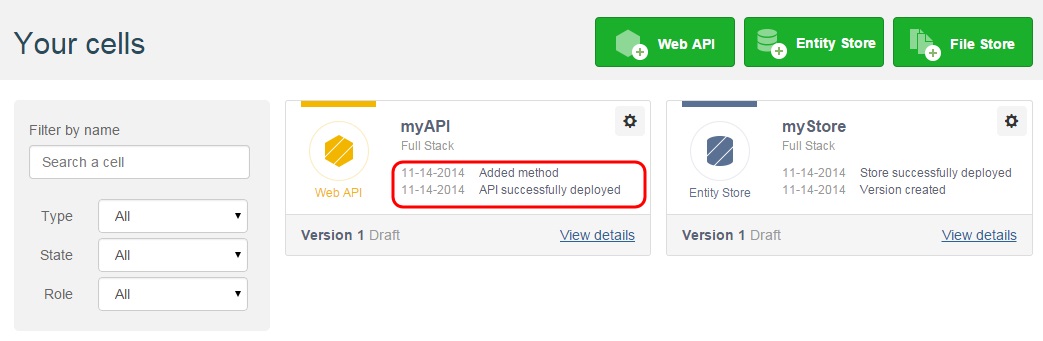 Your cells
Web API
Entity Store
File Store
Filter by name
Search a cell
Type All
State All
Role All
myAPI
Full Stack
11-14-2014 Added method
11-14-2014 API successfully deployed
Web API
Version 1 Draft View details
myStore
Full Stack
11-14-2014 Store successfully deployed
11-14-2014 Version created
Entity Store
Version 1 Draft View details